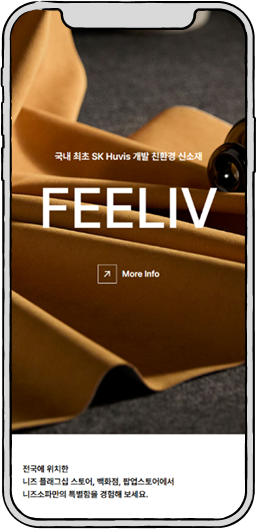 국내 최초 SK Huvis 개발 친환경 신소재
FEELIV
More Info
전국에 위치한
니즈 플래그십 스토어, 백화점, 팝업스토어에서
니즈소파만의 특별함을 경험해 보세요.